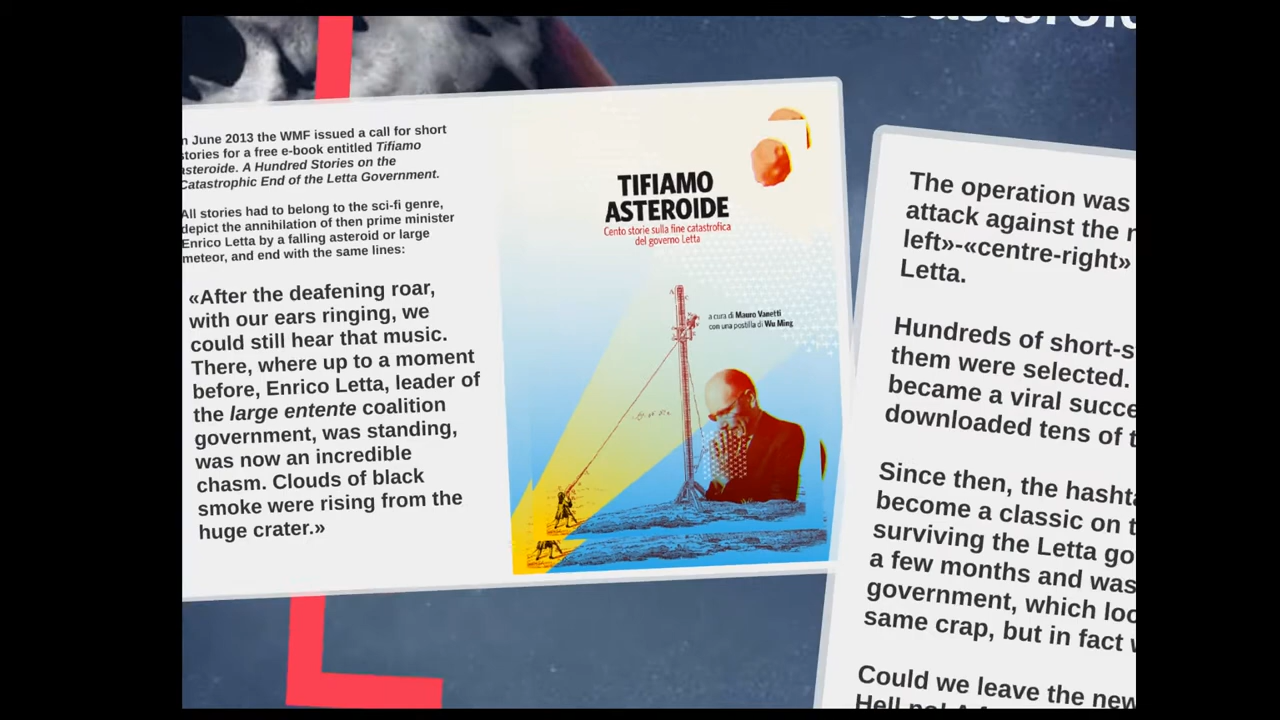 n June 2013 the WMF issued a call for short
stories for a free e-book entitled Tifiamo
asteroide. A Hundred Stories on the
Catastrophic End of the Letta Government.
All stories had to belong to the sci-fi genre,
depict the annihilation of then prime minister
Enrico Letta by a falling asteroid or large
meteor, and end with the same lines:
«After the deafening roar,
with our ears ringing, we
could still hear that music.
There, where up to a moment
before, Enrico Letta, leader of
the large entente coalition
government, was standing,
was now an incredible
chasm. Clouds of black
smoke were rising from the
huge crater.»
TIFIAMO
ASTEROIDE
Cento storie sulla fine catastrofica
del governo Letta
a cura di Mauro Vanetti
con una postilla di Wu Ming
The operation was
attack against the
left»-«centre-right»
Letta.
Hundreds of short-s
them were selected.
became a viral succe
downloaded tens of t
Since then, the hashta
become a classic on t
surviving the Letta go
a few months and was
government, which loo
same crap, but in fact
Could we leave the new